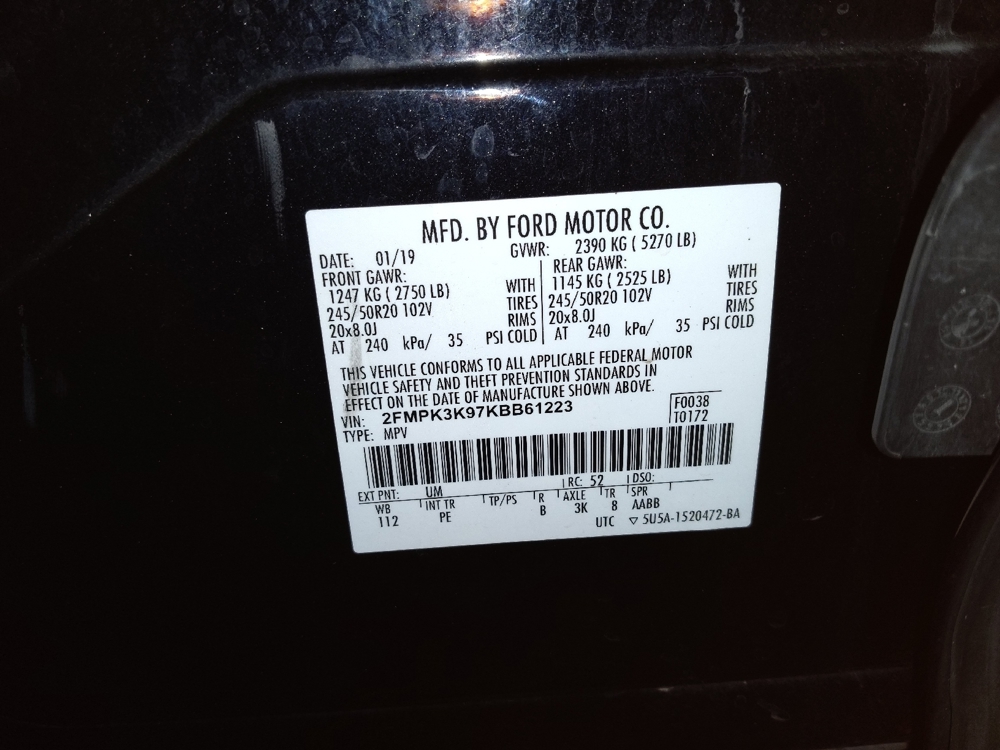 MFD. BY FORD MOTOR CO.
DATE: 01/19 GVWR: 2390 KG ( 5270 LB)
FRONT GAWR: REAR GAWR:
1247 KG ( 2750 LB) WITH 1145 KG ( 2525 LB) WITH
245/50R20 102V TIRES 245/50R20 102V TIRES
20x8.0J RIMS 20x8.0J RIMS
AT 240 kPa/ 35 PSI COLD AT 240 kPa/ 35 PSI COLD
THIS VEHICLE CONFORMS TO ALL APPLICABLE FEDERAL MOTOR
VEHICLE SAFETY AND THEFT PREVENTION STANDARDS IN
EFFECT ON THE DATE OF MANUFACTURE SHOWN ABOVE.
VIN: 2FMPK3K97KBB61223 F0038
TYPE: MPV T0172
EXT PNT: UM RC: 52 DSO:
WB INT TR TP/PS R AXLE TR SPR
112 PE B 3K 8 AABB
UTC ▽ 5U5A-1520472-BA